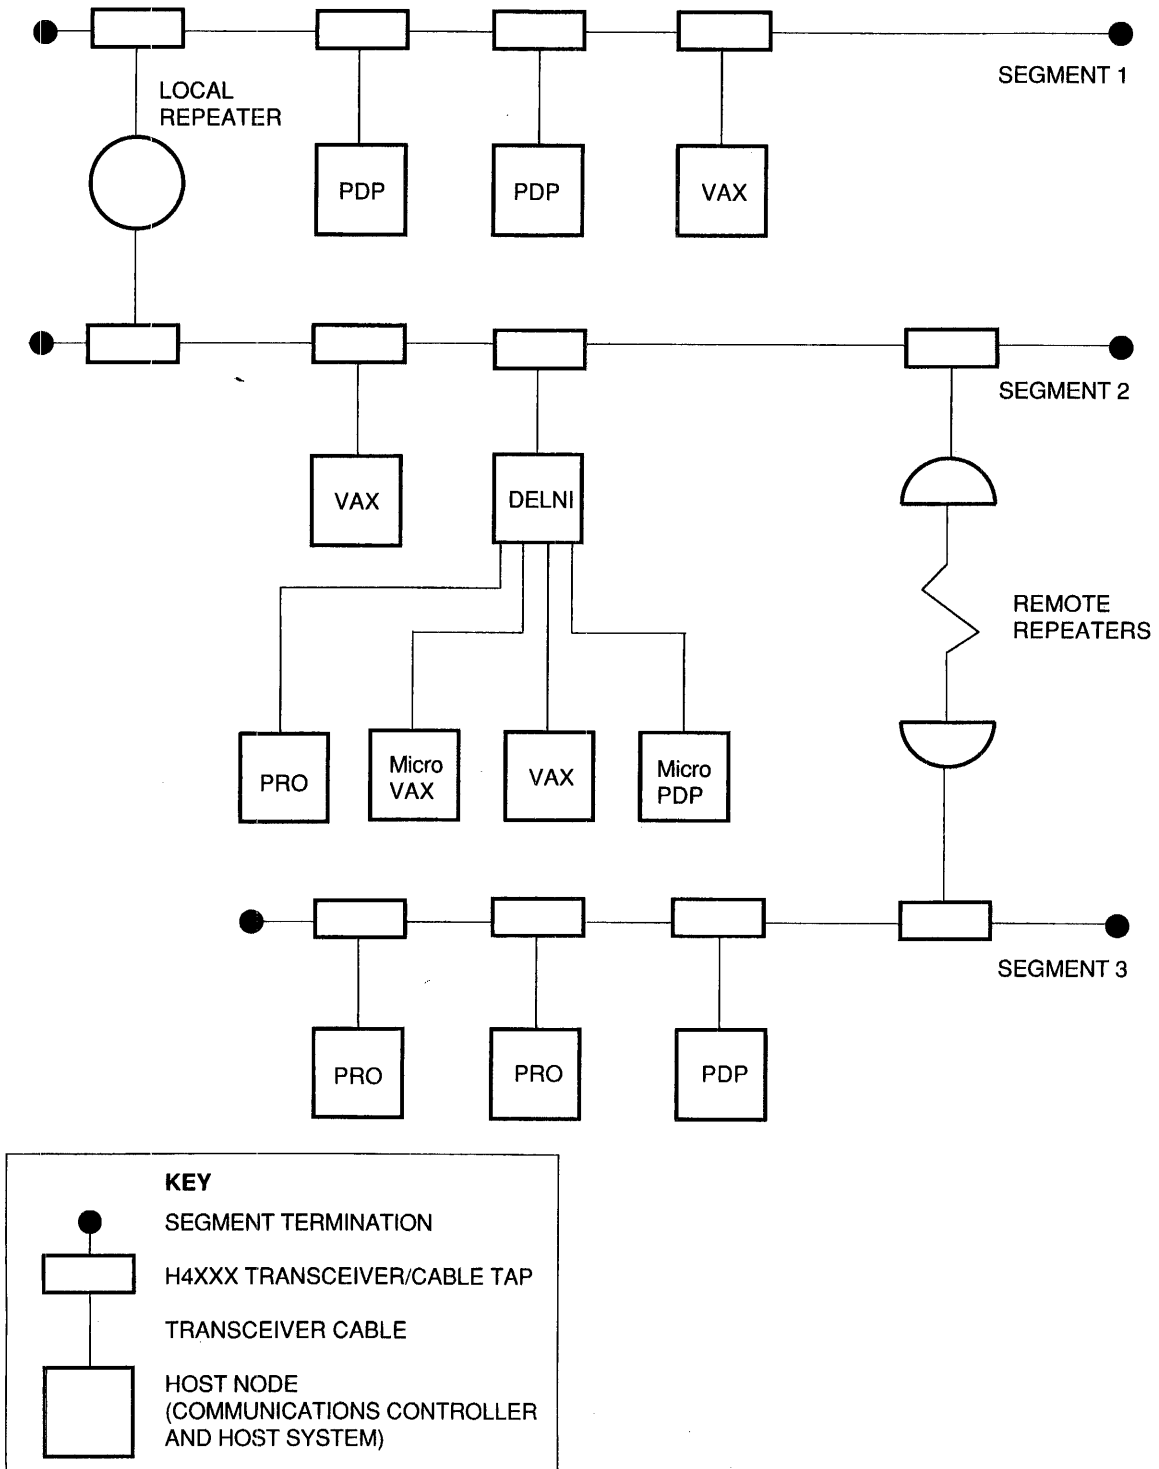 SEGMENT 1
LOCAL
REPEATER
PDP
PDP
VAX
SEGMENT 2
VAX
DELNI
REMOTE
REPEATERS
PRO
Micro
VAX
VAX
Micro
PDP
SEGMENT 3
PRO
PRO
PDP
KEY
SEGMENT TERMINATION
H4XXX TRANSCEIVER/CABLE TAP
TRANSCEIVER CABLE
HOST NODE
(COMMUNICATIONS CONTROLLER
AND HOST SYSTEM)